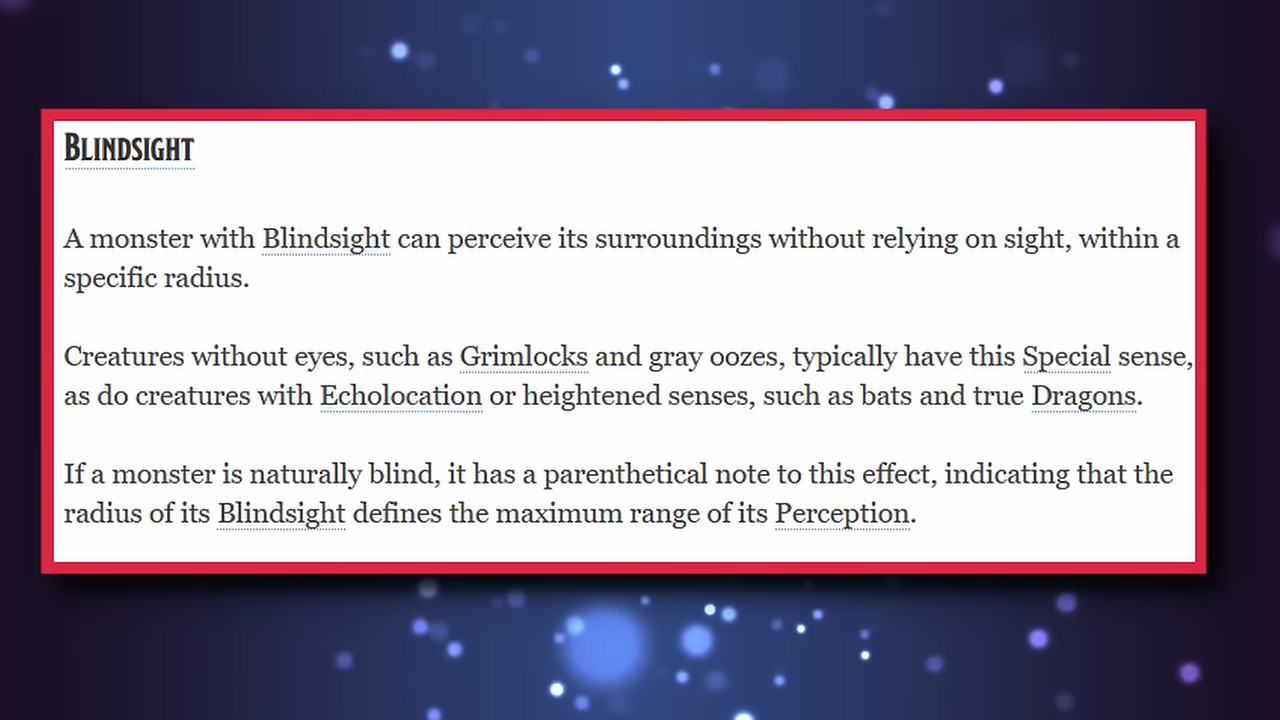 BLINDSIGHT
A monster with Blindsight can perceive its surroundings without relying on sight, within a
specific radius.
Creatures without eyes, such as Grimlocks and gray oozes, typically have this Special sense,
as do creatures with Echolocation or heightened senses, such as bats and true Dragons.
If a monster is naturally blind, it has a parenthetical note to this effect, indicating that the
radius of its Blindsight defines the maximum range of its Perception.